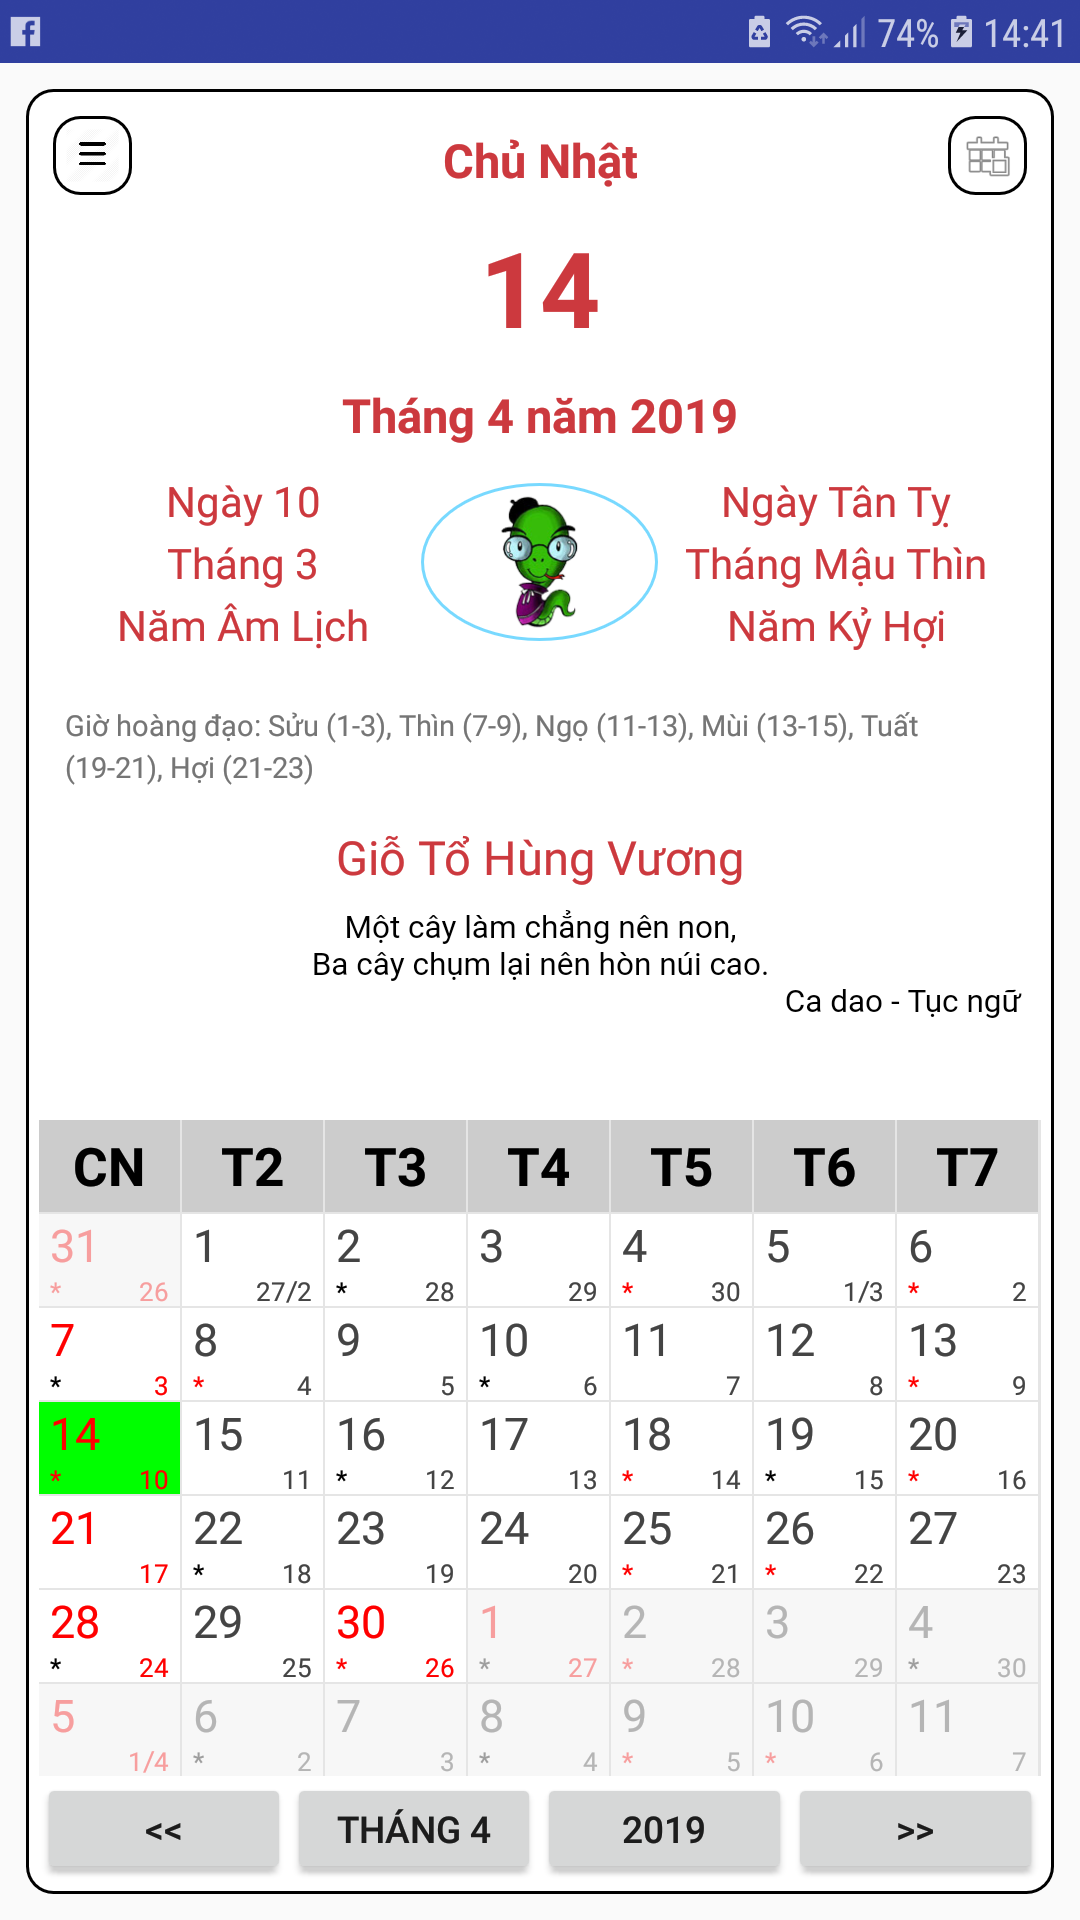 74% 14:41
Chủ Nhật
14
Tháng 4 năm 2019
Ngày 10
Tháng 3
Năm Âm Lịch
Ngày Tân Tỵ
Tháng Mậu Thìn
Năm Kỷ Hợi
Giờ hoàng đạo: Sửu (1-3), Thìn (7-9), Ngọ (11-13), Mùi (13-15), Tuất
(19-21), Hợi (21-23)
Giỗ Tổ Hùng Vương
Một cây làm chẳng nên non,
Ba cây chụm lại nên hòn núi cao.
Ca dao - Tục ngữ
CN T2 T3 T4 T5 T6 T7
31 1 2 3 4 5 6
* 26 27/2 * 28 29 * 30 1/3 * 2
7 8 9 10 11 12 13
* 3 * 4 5 * 6 7 8 * 9
14 15 16 17 18 19 20
* 10 11 * 12 13 * 14 * 15 * 16
21 22 23 24 25 26 27
17 * 18 19 20 * 21 * 22 23
28 29 30 1 2 3 4
* 24 25 * 26 * 27 * 28 29 * 30
5 6 7 8 9 10 11
1/4 * 2 3 * 4 * 5 * 6 7
<< THÁNG 4 2019 >>